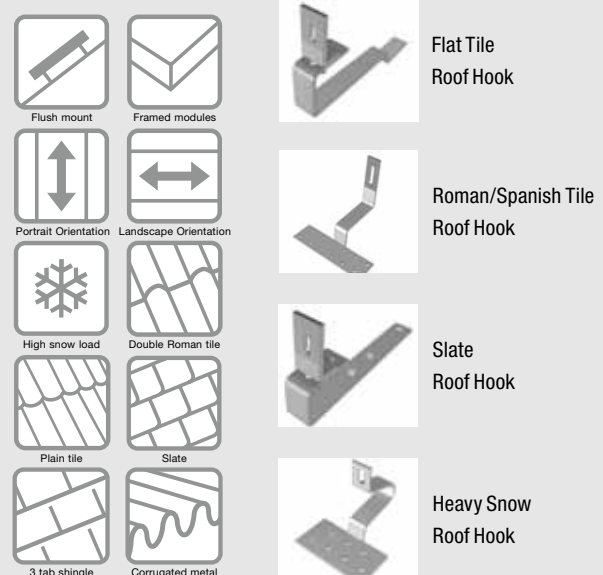 Flush mount
Framed modules
Portrait Orientation
Landscape Orientation
High snow load
Double Roman tile
Plain tile
Slate
3 tab shingle
Corrugated metal
Flat Tile
Roof Hook
Roman/Spanish Tile
Roof Hook
Slate
Roof Hook
Heavy Snow
Roof Hook